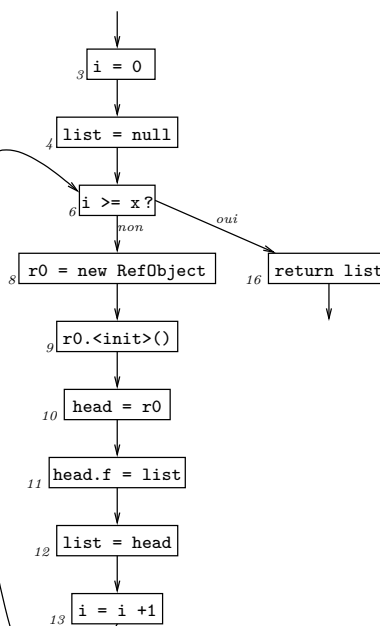 3 i = 0
4 list = null
6 i >= x ?
non
oui
8 r0 = new RefObject
16 return list
9 r0.<init>()
10 head = r0
11 head.f = list
12 list = head
13 i = i +1